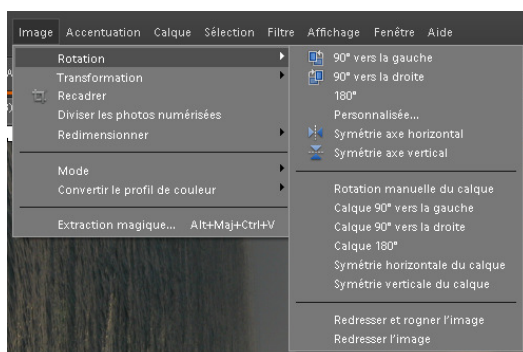 Image Accentuation Calque Sélection Filtre Affichage Fenêtre Aide
Rotation
Transformation
Recadrer
Diviser les photos numérisées
Redimensionner
Mode
Convertir le profil de couleur
Extraction magique... Alt+Maj+Ctrl+V
90° vers la gauche
90° vers la droite
180°
Personnalisée...
Symétrie axe horizontal
Symétrie axe vertical
Rotation manuelle du calque
Calque 90° vers la gauche
Calque 90° vers la droite
Calque 180°
Symétrie horizontale du calque
Symétrie verticale du calque
Redresser et rogner l'image
Redresser l'image